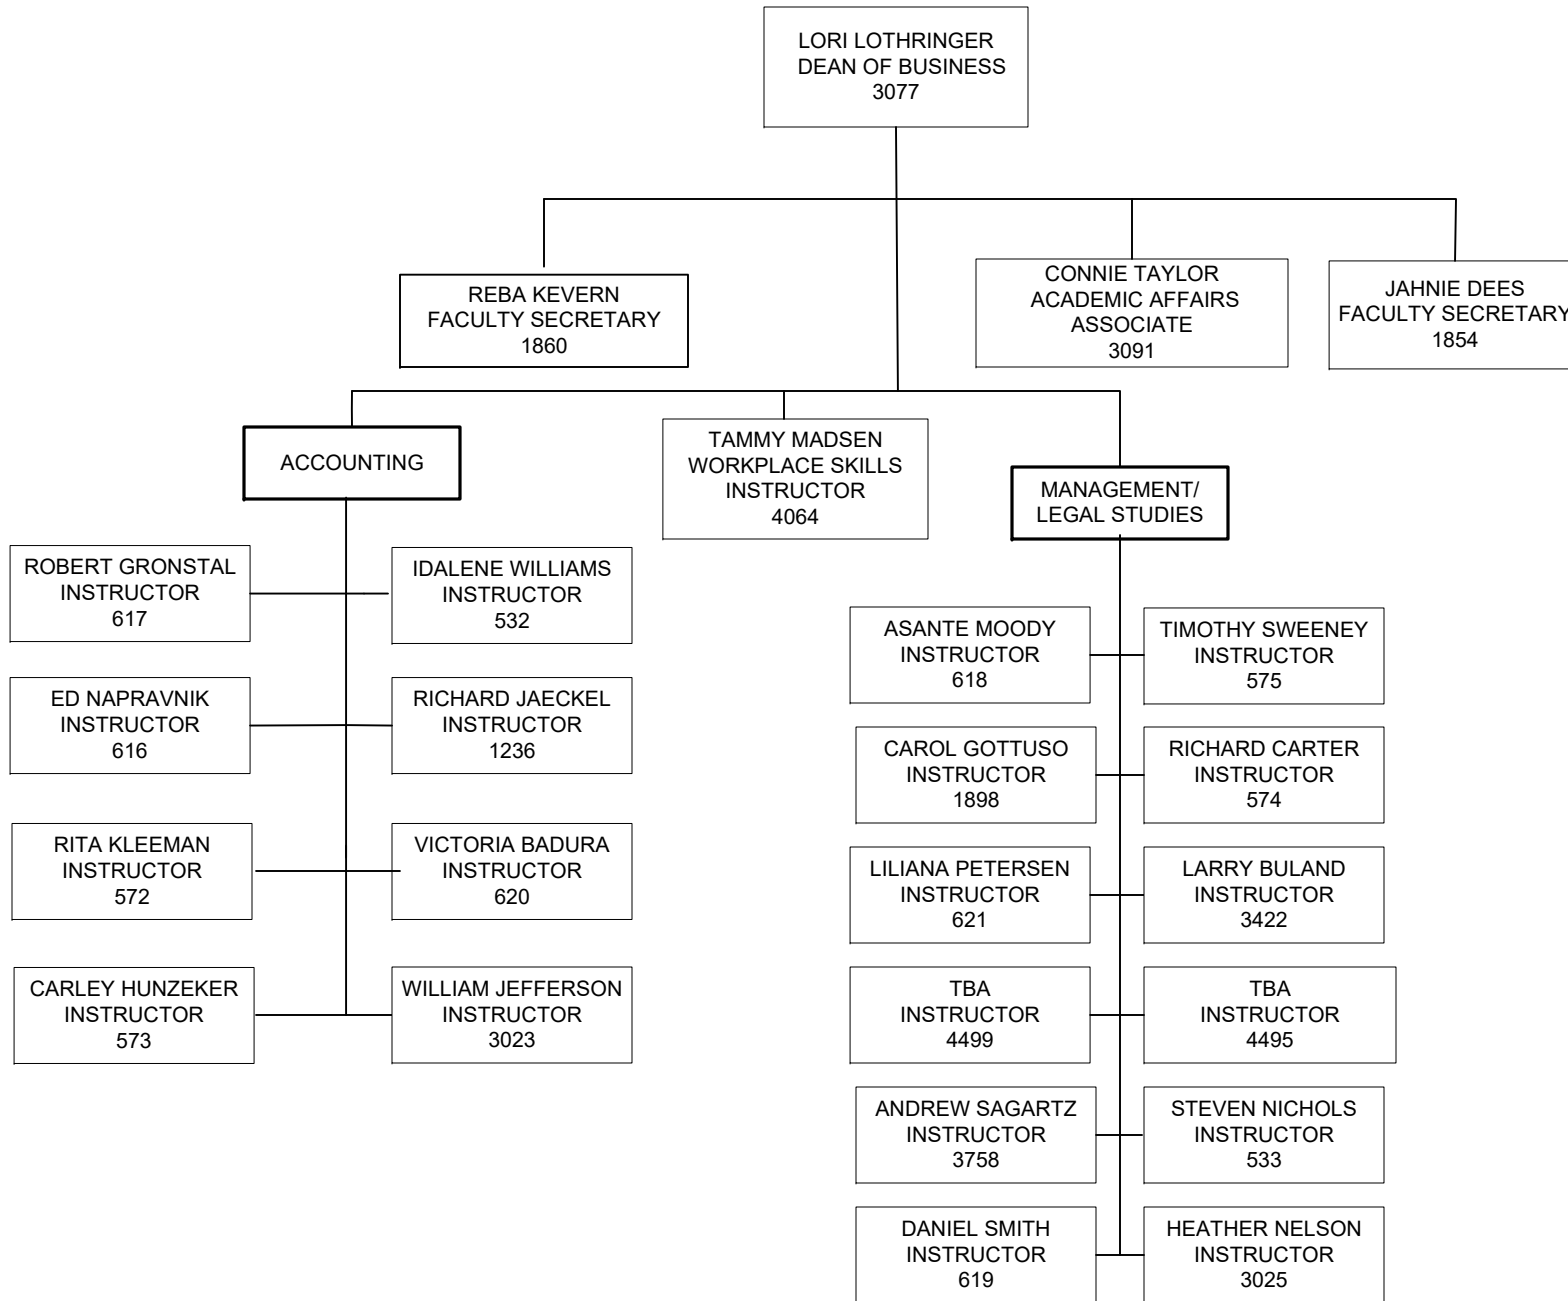 LORI LOTHRINGER
DEAN OF BUSINESS
3077
REBA KEVERN
FACULTY SECRETARY
1860
CONNIE TAYLOR
ACADEMIC AFFAIRS
ASSOCIATE
3091
JAHNIE DEES
FACULTY SECRETARY
1854
ACCOUNTING
TAMMY MADSEN
WORKPLACE SKILLS
INSTRUCTOR
4064
MANAGEMENT/
LEGAL STUDIES
ROBERT GRONSTAL
INSTRUCTOR
617
IDALENE WILLIAMS
INSTRUCTOR
532
ED NAPRAVNIK
INSTRUCTOR
616
RICHARD JAECKEL
INSTRUCTOR
1236
RITA KLEEMAN
INSTRUCTOR
572
VICTORIA BADURA
INSTRUCTOR
620
CARLEY HUNZEKER
INSTRUCTOR
573
WILLIAM JEFFERSON
INSTRUCTOR
3023
ASANTE MOODY
INSTRUCTOR
618
TIMOTHY SWEENEY
INSTRUCTOR
575
CAROL GOTTUSO
INSTRUCTOR
1898
RICHARD CARTER
INSTRUCTOR
574
LILIANA PETERSEN
INSTRUCTOR
621
LARRY BULAND
INSTRUCTOR
3422
TBA
INSTRUCTOR
4499
TBA
INSTRUCTOR
4495
ANDREW SAGARTZ
INSTRUCTOR
3758
STEVEN NICHOLS
INSTRUCTOR
533
DANIEL SMITH
INSTRUCTOR
619
HEATHER NELSON
INSTRUCTOR
3025